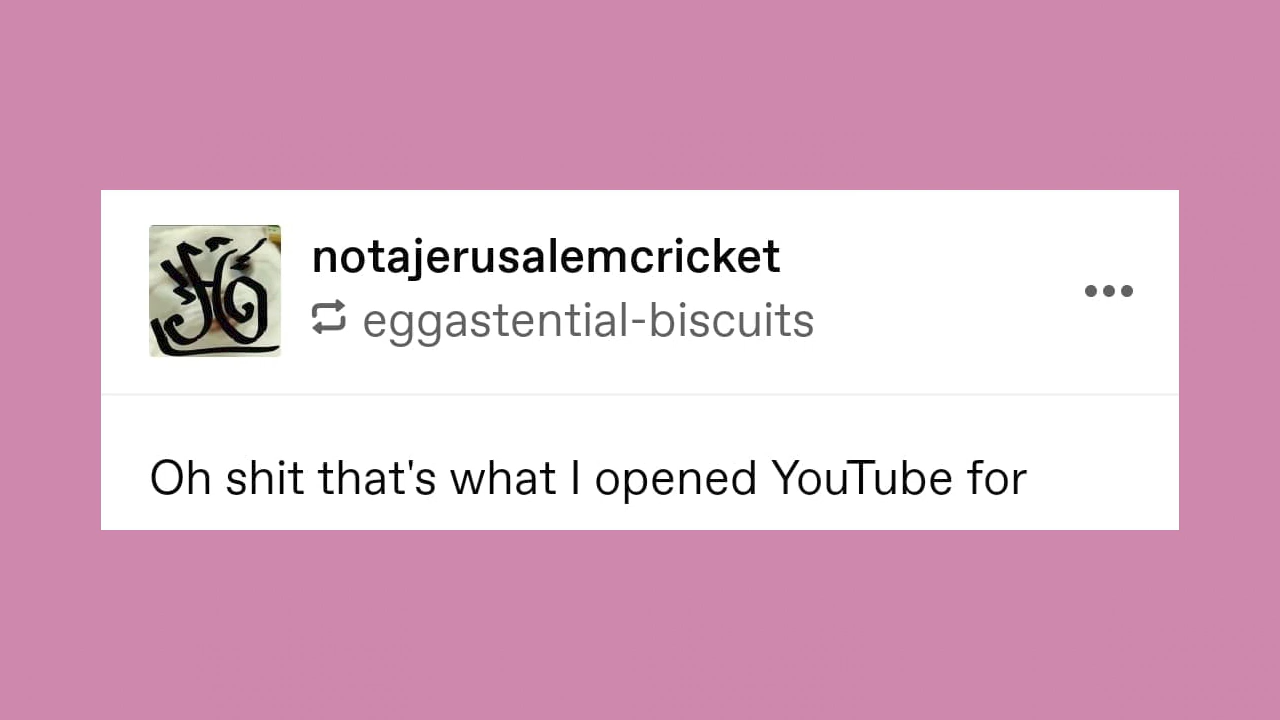 notajerusalemcricket
eggastential-biscuits
Oh shit that's what I opened YouTube for